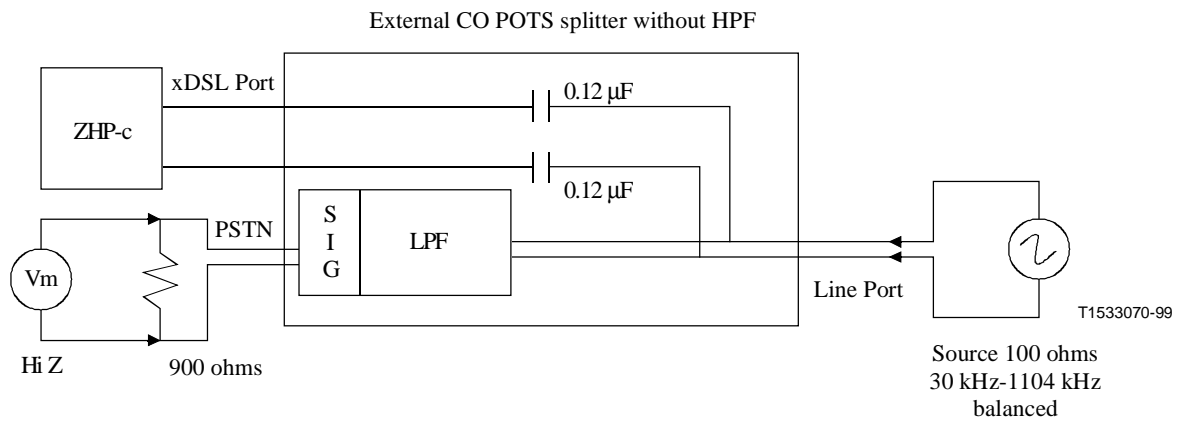 External CO POTS splitter without HPF
xDSL Port
0.12 µF
ZHP-c
0.12 µF
S
I
G
LPF
PSTN
Vm
Line Port
T1533070-99
Hi Z
900 ohms
Source 100 ohms
30 kHz-1104 kHz
balanced